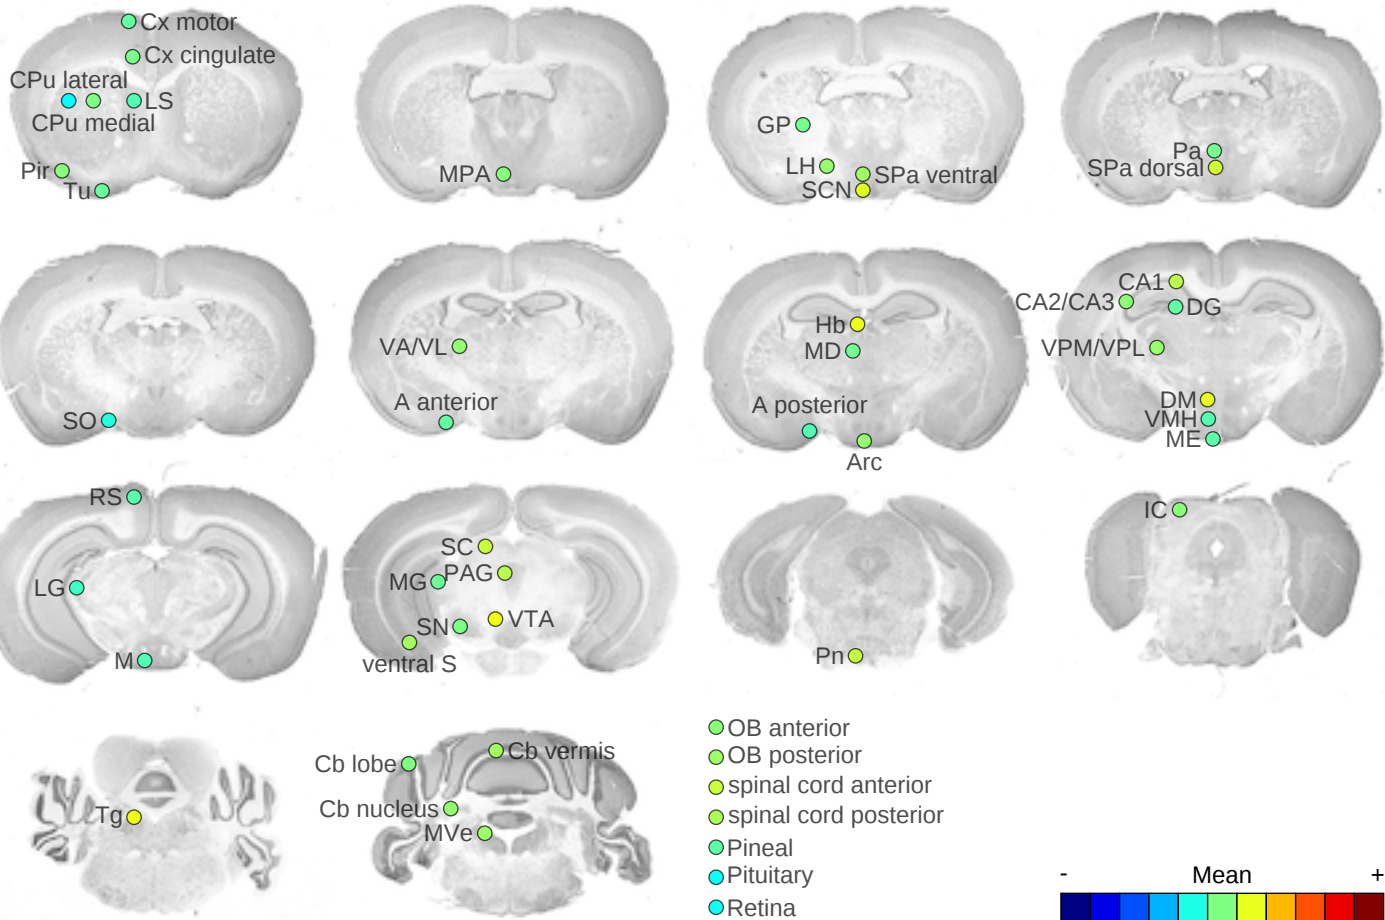 Cx motor
Cx cingulate
CPu lateral
LS
CPu medial
Pir
Tu
MPA
GP
LH
SPa ventral
SCN
Pa
SPa dorsal
SO
VA/VL
A anterior
Hb
MD
A posterior
Arc
CA1
CA2/CA3
DG
VPM/VPL
DM
VMH
ME
RS
LG
M
SC
PAG
MG
VTA
SN
ventral S
Pn
IC
Tg
Cb vermis
Cb lobe
Cb nucleus
MVe
OB anterior
OB posterior
spinal cord anterior
spinal cord posterior
Pineal
Pituitary
Retina
- Mean +